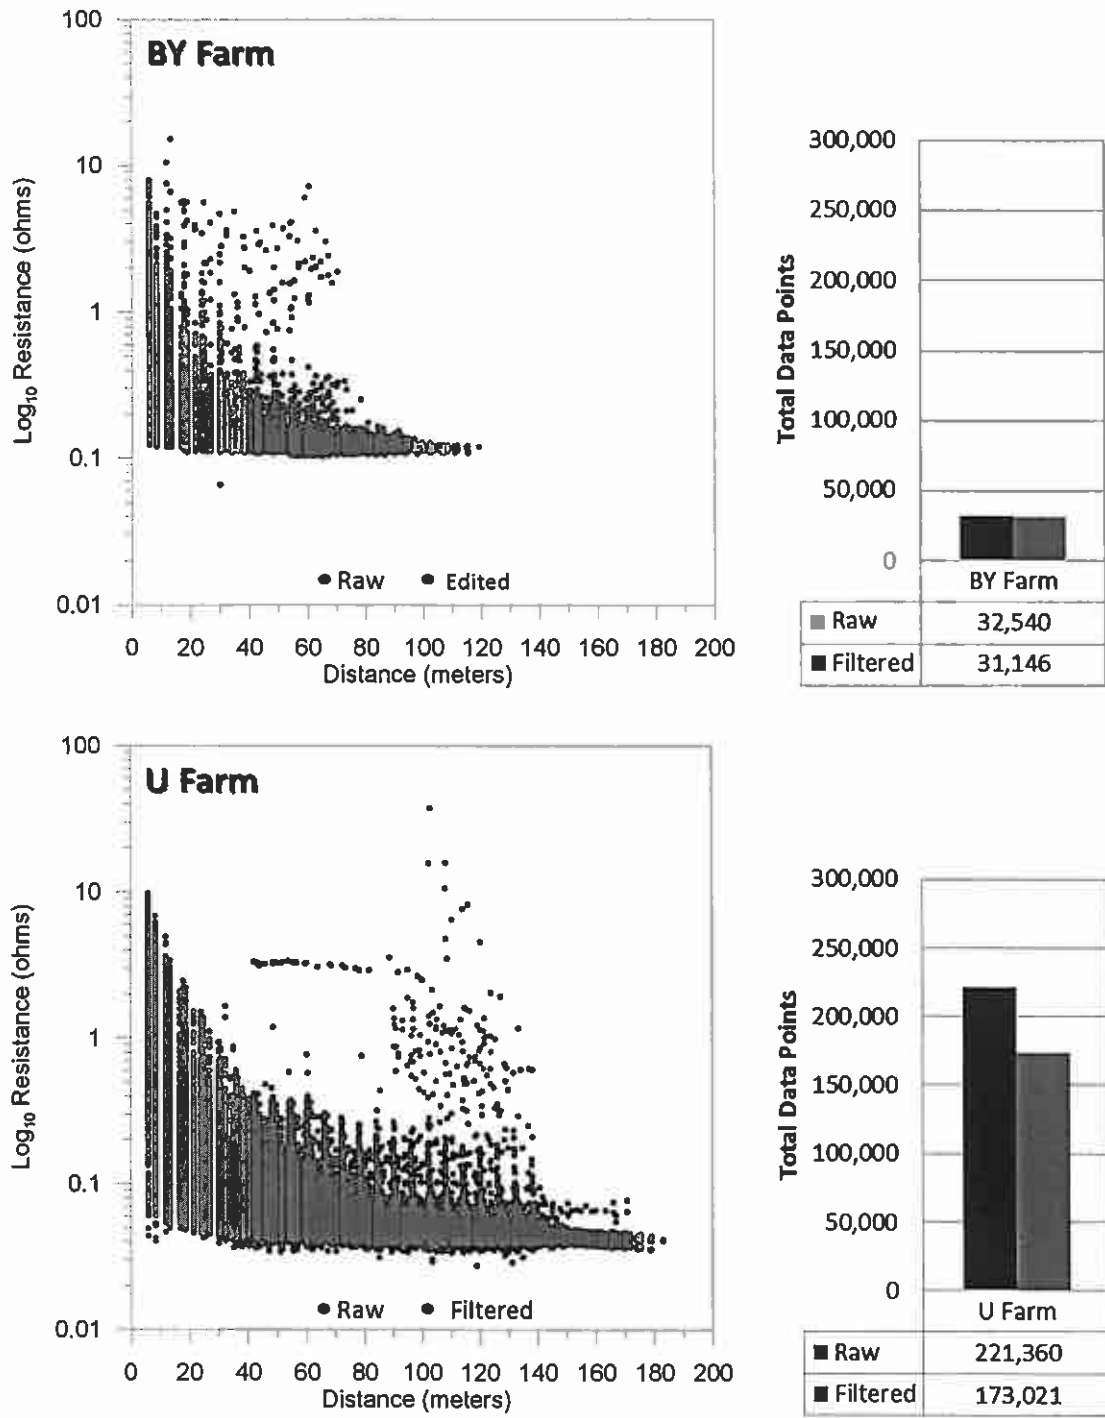 BY Farm
100
10
1
0.1
0.01
Log₁₀ Resistance (ohms)
● Raw ● Edited
0 20 40 60 80 100 120 140 160 180 200
Distance (meters)
300,000
250,000
200,000
150,000
100,000
50,000
0
Total Data Points
BY Farm
Raw 32,540
Filtered 31,146
U Farm
100
10
1
0.1
0.01
Log₁₀ Resistance (ohms)
● Raw ● Filtered
0 20 40 60 80 100 120 140 160 180 200
Distance (meters)
300,000
250,000
200,000
150,000
100,000
50,000
0
Total Data Points
U Farm
Raw 221,360
Filtered 173,021